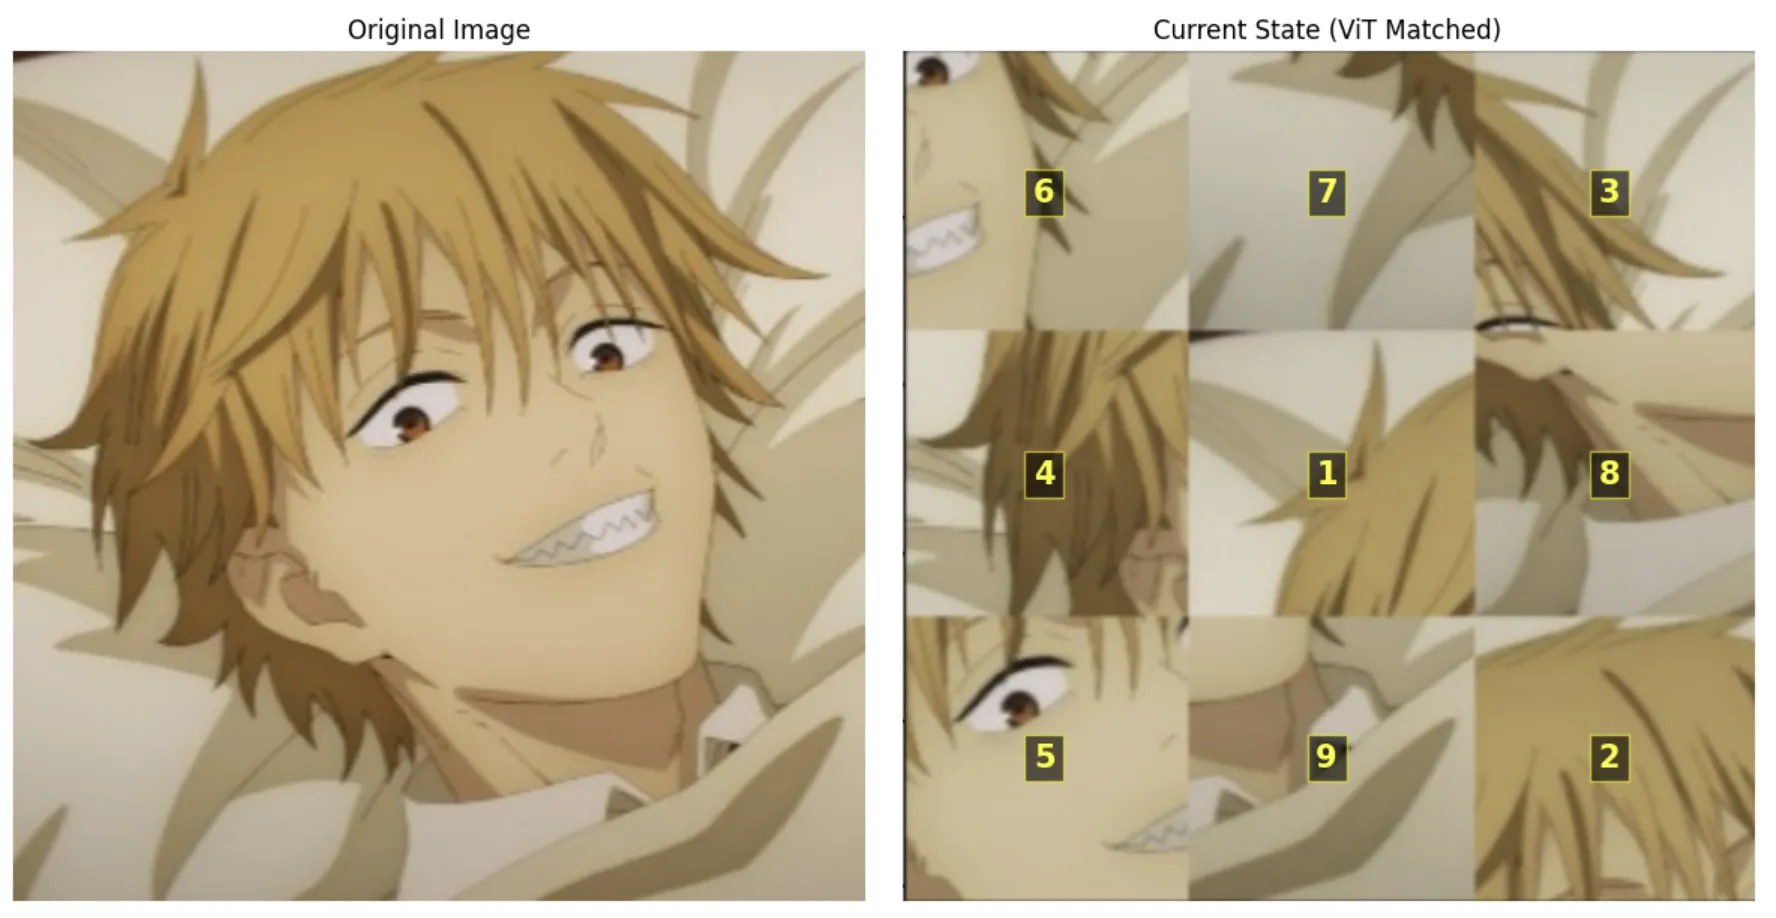 Original Image
Current State (ViT Matched)
6 7 3
4 1 8
5 9 2